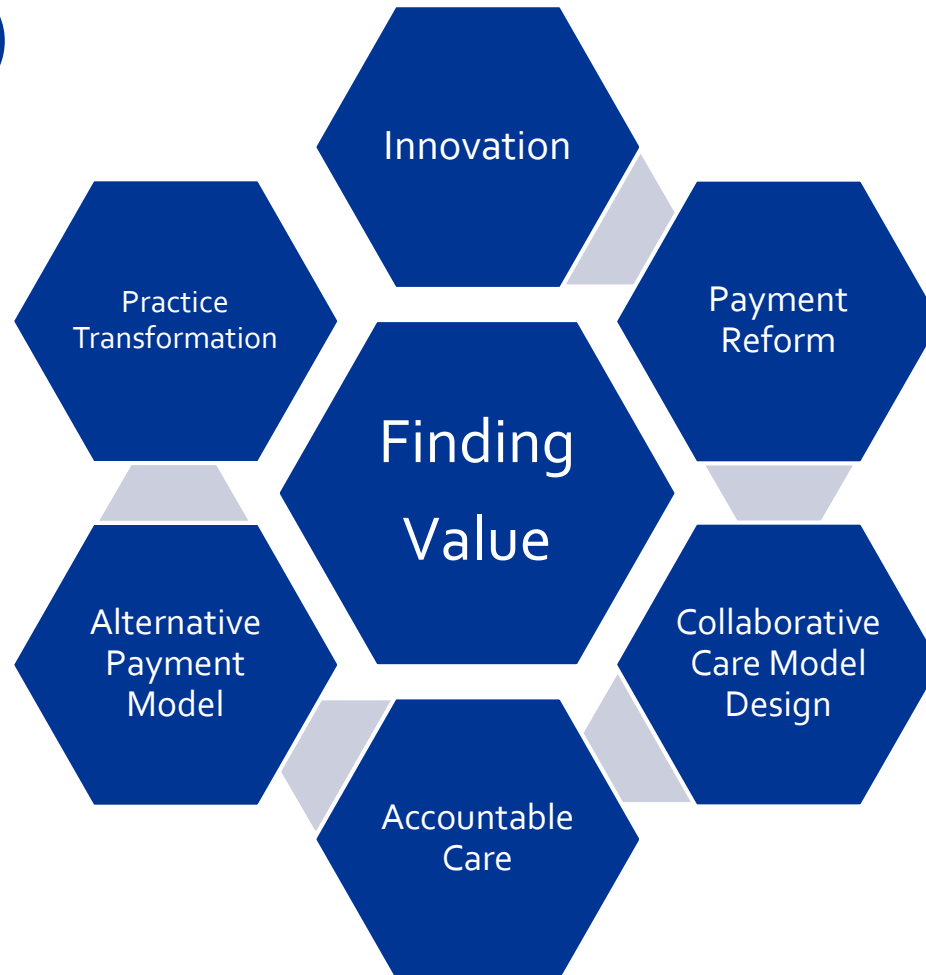 Innovation
Payment
Reform
Practice
Transformation
Finding
Value
Collaborative
Care Model
Design
Alternative
Payment
Model
Accountable
Care